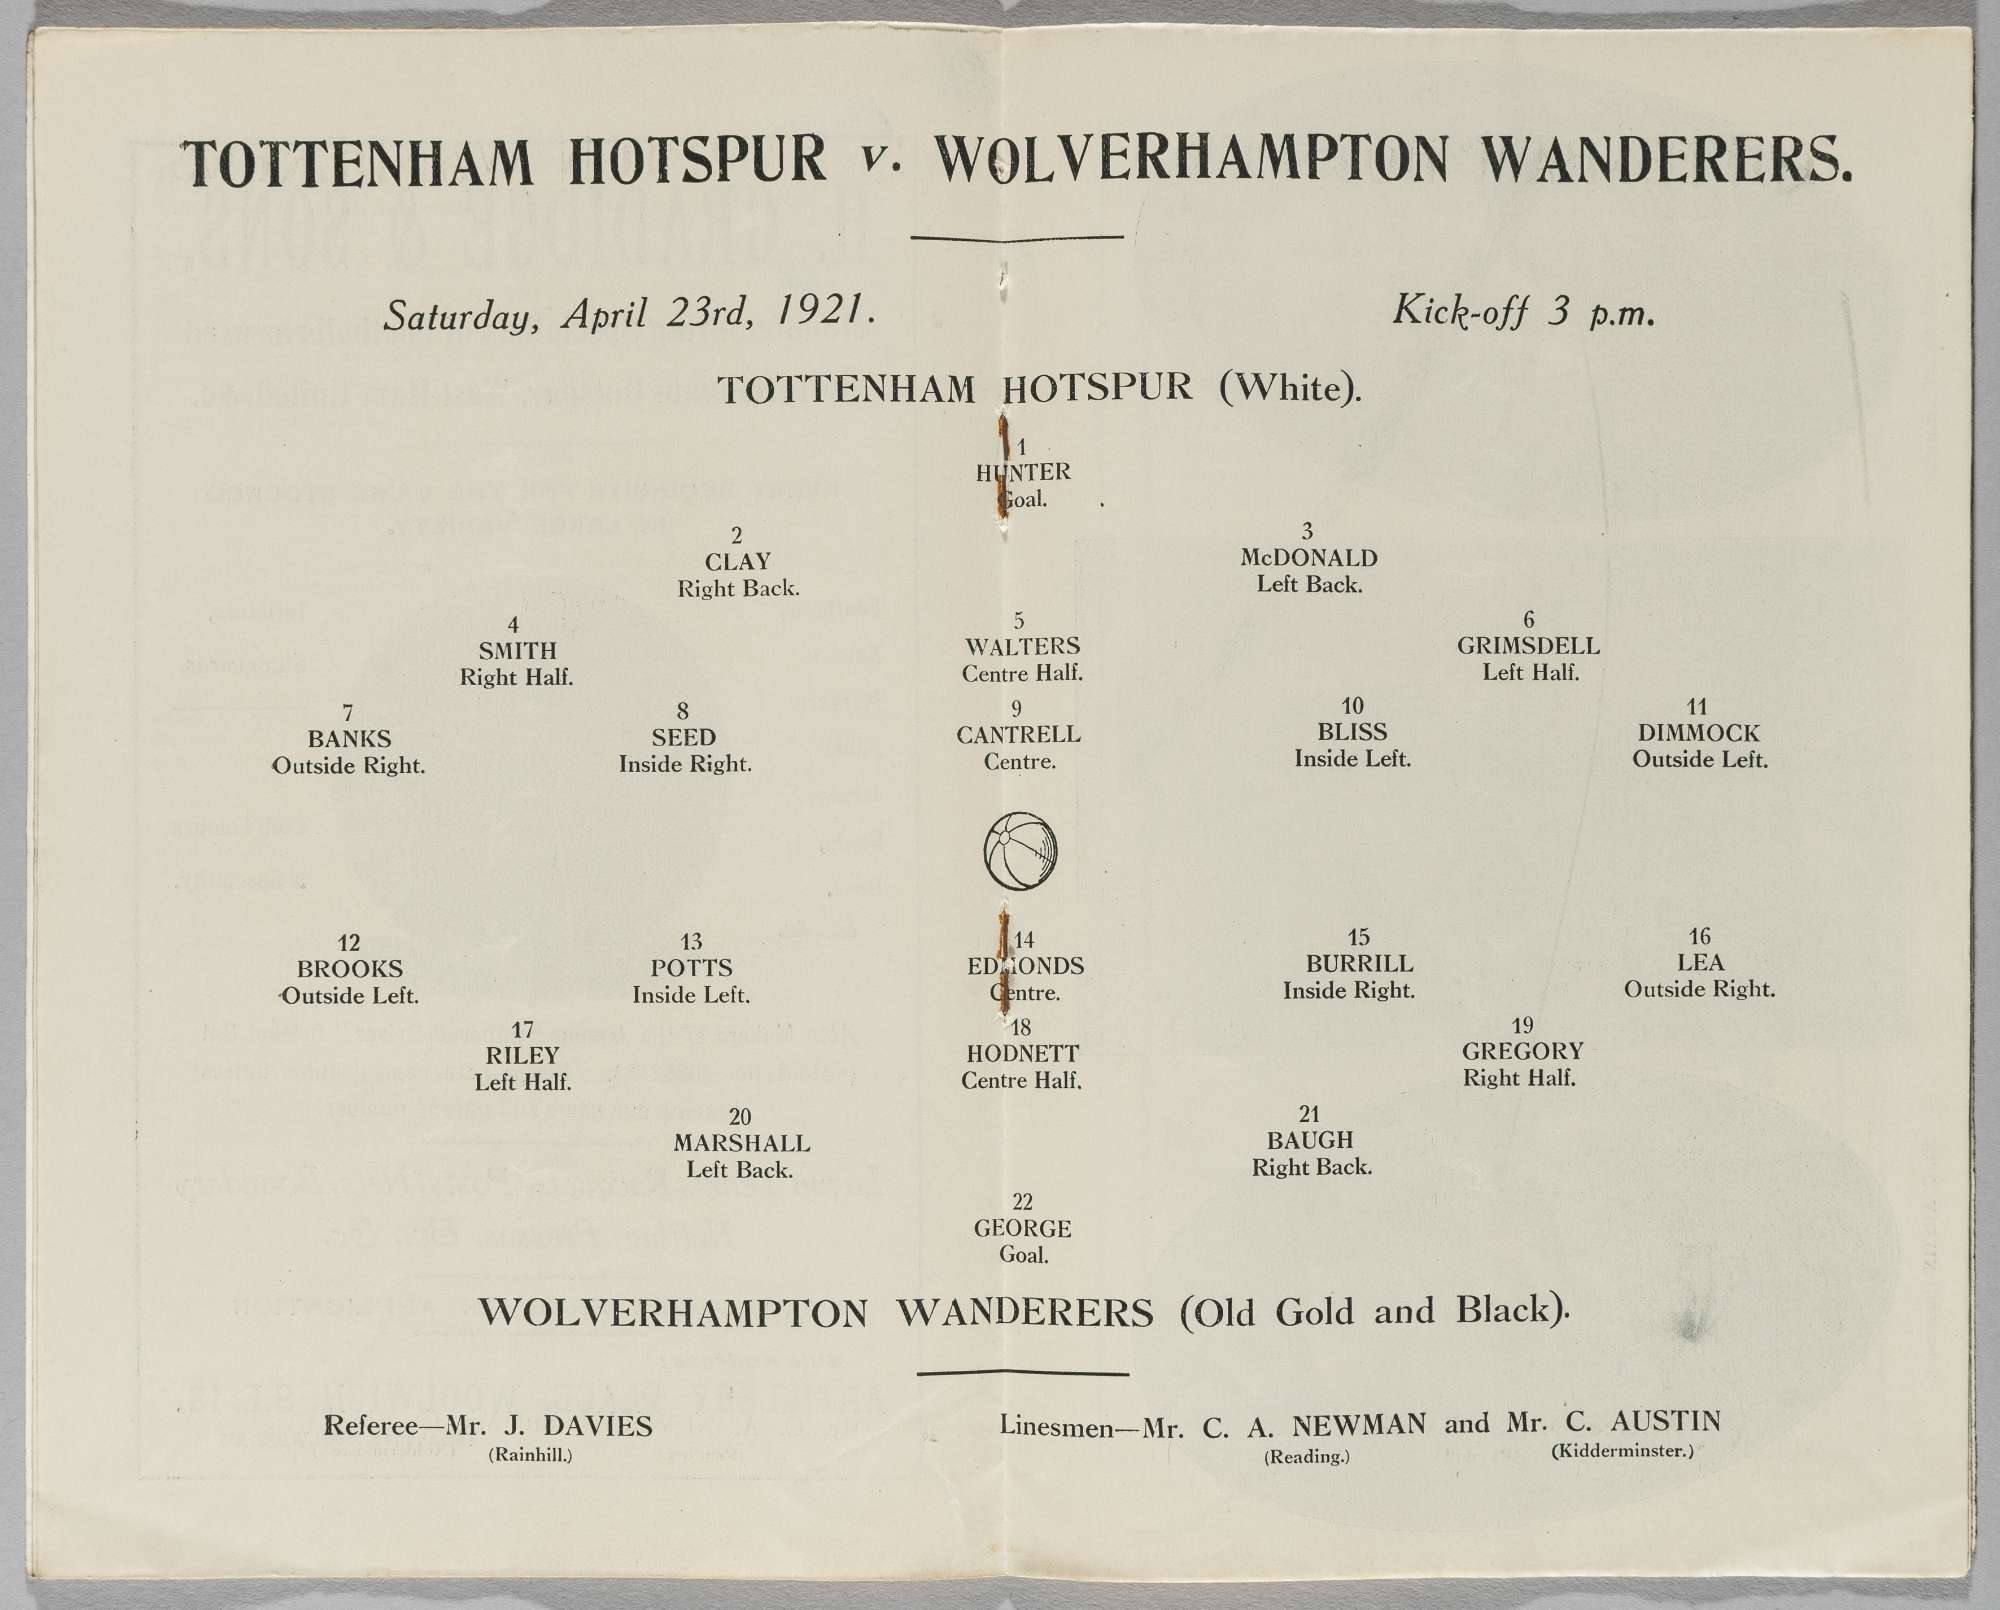 TOTTENHAM HOTSPUR v. WOLVERHAMPTON WANDERERS.
Saturday, April 23rd, 1921. Kick-off 3 p.m.
TOTTENHAM HOTSPUR (White).
1
HUNTER
Goal.
2 3
CLAY McDONALD
Right Back. Left Back.
4 5 6
SMITH WALTERS GRIMSDELL
Right Half. Centre Half. Left Half.
7 8 9 10 11
BANKS SEED CANTRELL BLISS DIMMOCK
Outside Right. Inside Right. Centre. Inside Left. Outside Left.
12 13 14 15 16
BROOKS POTTS EDMONDS BURRILL LEA
Outside Left. Inside Left. Centre. Inside Right. Outside Right.
17 18 19
RILEY HODNETT GREGORY
Left Half. Centre Half. Right Half.
20 21
MARSHALL BAUGH
Left Back. Right Back.
22
GEORGE
Goal.
WOLVERHAMPTON WANDERERS (Old Gold and Black).
Referee—Mr. J. DAVIES Linesmen—Mr. C. A. NEWMAN and Mr. C. AUSTIN
(Rainhill.) (Reading.) (Kidderminster.)